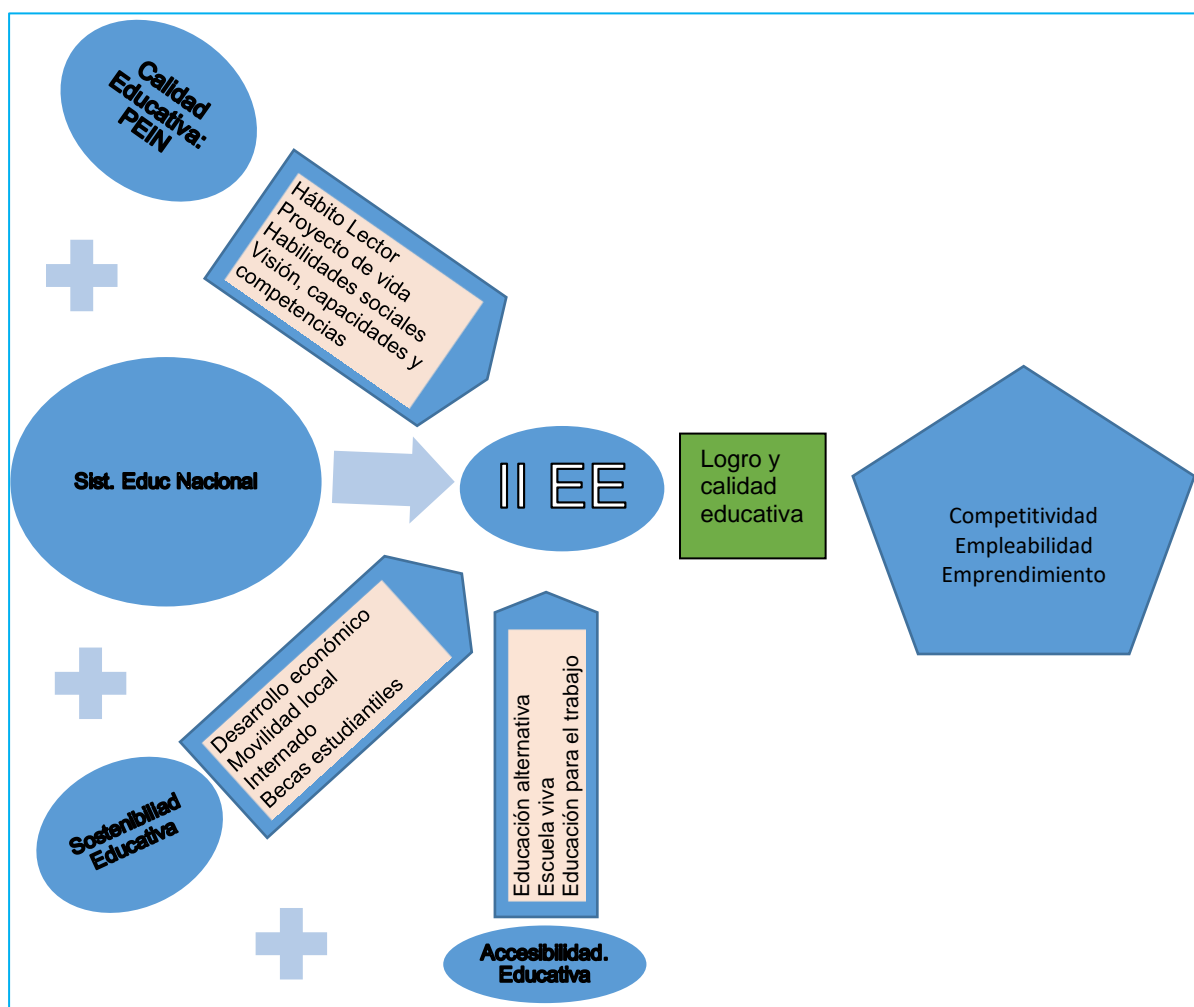 Calidad
Educativa:
PEIN
Hábito Lector
Proyecto de vida
Habilidades sociales
Visión, capacidades y
competencias
Sist. Educ Nacional
II EE
Logro y
calidad
educativa
Competitividad
Empleabilidad
Emprendimiento
Desarrollo económico
Movilidad local
Internado
Becas estudiantiles
Sostenibiliad
Educativa
Educación alternativa
Escuela viva
Educación para el trabajo
Accesibilidad.
Educativa